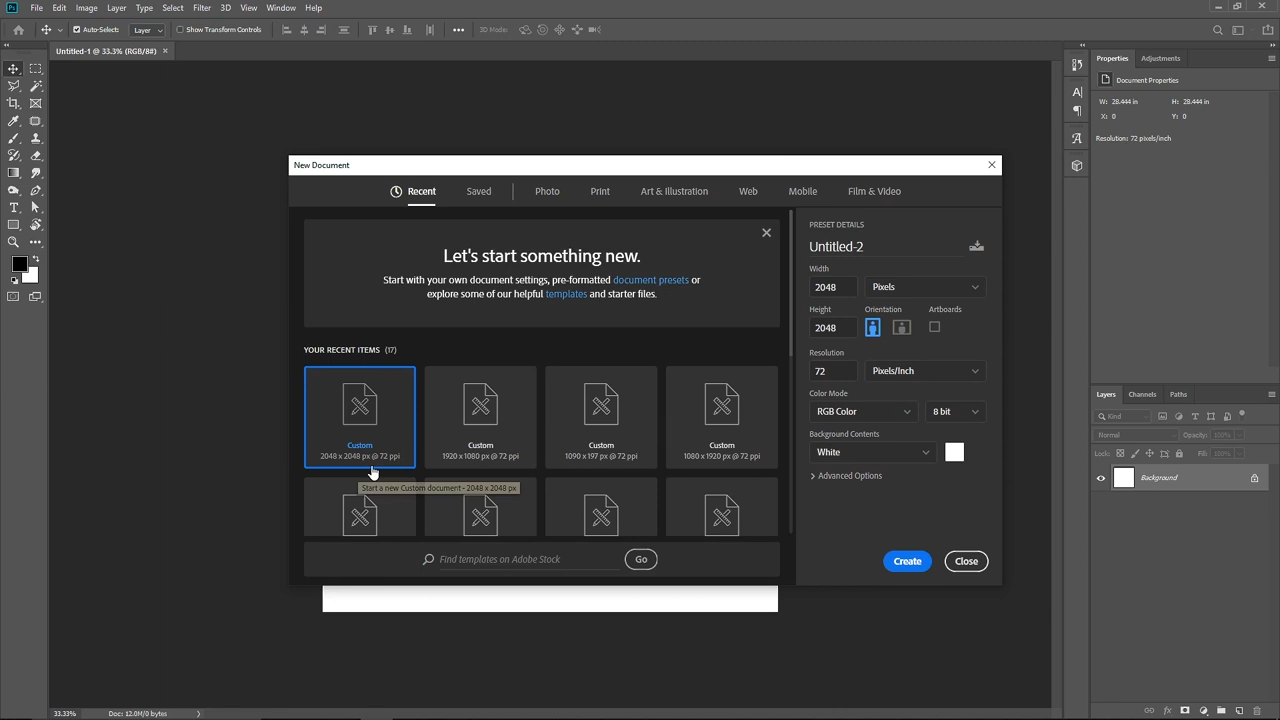 Ps File Edit Image Layer Type Select Filter 3D View Window Help
Auto-Select: Layer Show Transform Controls 3D Mode:
Untitled-1 @ 33.3% (RGB/8#)
Properties Adjustments
Document Properties
W: 28.444 in H: 28.444 in
X: 0 Y: 0
Resolution: 72 pixels/inch
New Document
Recent Saved Photo Print Art & Illustration Web Mobile Film & Video
Let's start something new.
Start with your own document settings, pre-formatted document presets or
explore some of our helpful templates and starter files.
YOUR RECENT ITEMS (17)
Custom
2048 x 2048 px @ 72 ppi
Custom
1920 x 1080 px @ 72 ppi
Custom
1090 x 197 px @ 72 ppi
Custom
1080 x 1920 px @ 72 ppi
Start a new Custom document - 2048 x 2048 px
Find templates on Adobe Stock Go
PRESET DETAILS
Untitled-2
Width
2048 Pixels
Height Orientation Artboards
2048
Resolution
72 Pixels/Inch
Color Mode
RGB Color 8 bit
Background Contents
White
Advanced Options
Create Close
Layers Channels Paths
Kind
Normal Opacity: 100%
Lock: Fill: 100%
Background
33.33% Doc: 12.0M/0 bytes